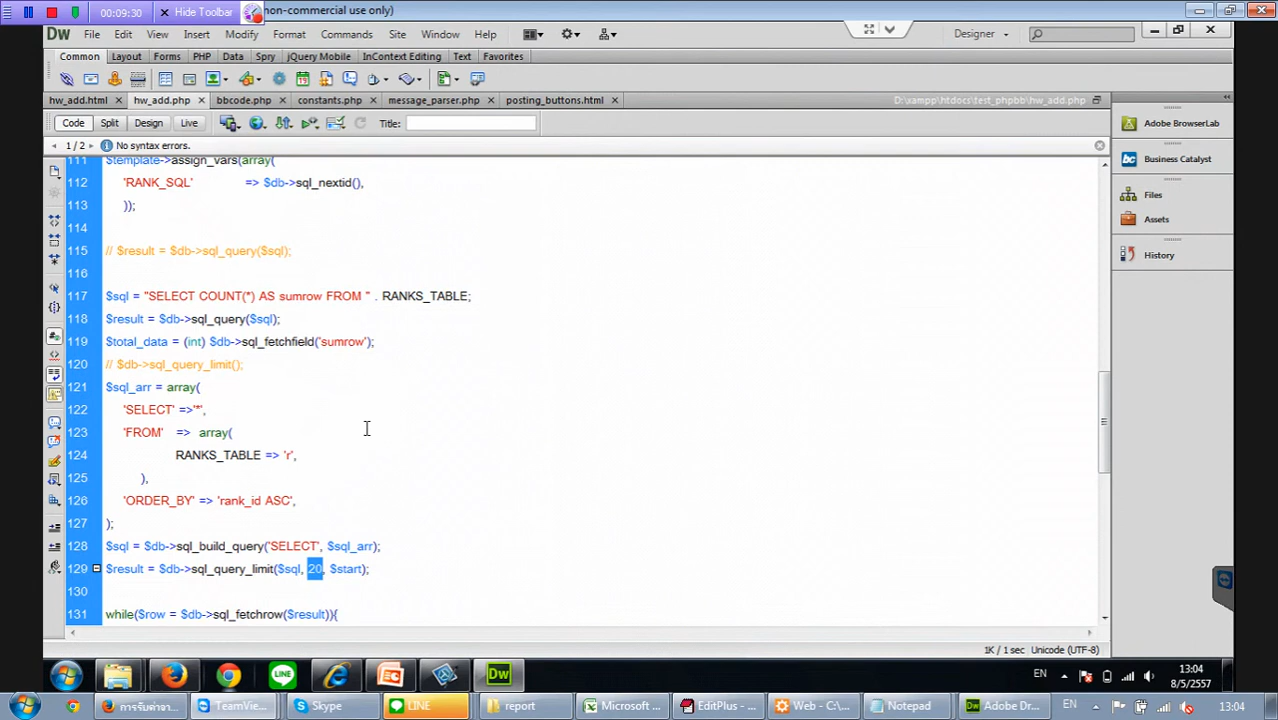 00:09:30
Hide Toolbar
non-commercial use only)
Dw
File Edit View Insert Modify Format Commands Site Window Help
Designer
Common Layout Forms PHP Data Spry jQuery Mobile InContext Editing Text Favorites
hw_add.html hw_add.php bbcode.php constants.php message_parser.php posting_buttons.html
D:\xampp\htdocs\test_phpbb\hw_add.php
Code Split Design Live Title:
1 / 2 No syntax errors.
111 $template->assign_vars(array(
112 'RANK_SQL' => $db->sql_nextid(),
113 ));
114
115 // $result = $db->sql_query($sql);
116
117 $sql = "SELECT COUNT(*) AS sumrow FROM " . RANKS_TABLE;
118 $result = $db->sql_query($sql);
119 $total_data = (int) $db->sql_fetchfield('sumrow');
120 // $db->sql_query_limit();
121 $sql_arr = array(
122 'SELECT' =>'*',
123 'FROM' => array(
124 RANKS_TABLE => 'r',
125 ),
126 'ORDER_BY' => 'rank_id ASC',
127 );
128 $sql = $db->sql_build_query('SELECT', $sql_arr);
129 $result = $db->sql_query_limit($sql, 20, $start);
130
131 while($row = $db->sql_fetchrow($result)){
1K / 1 sec Unicode (UTF-8)
Adobe BrowserLab
Business Catalyst
Files
Assets
History
EN 13:04
8/5/2557
TeamVie... Skype LINE report Microsoft ... EditPlus - ... Web - C:\... Notepad Adobe Dr... EN 13:04